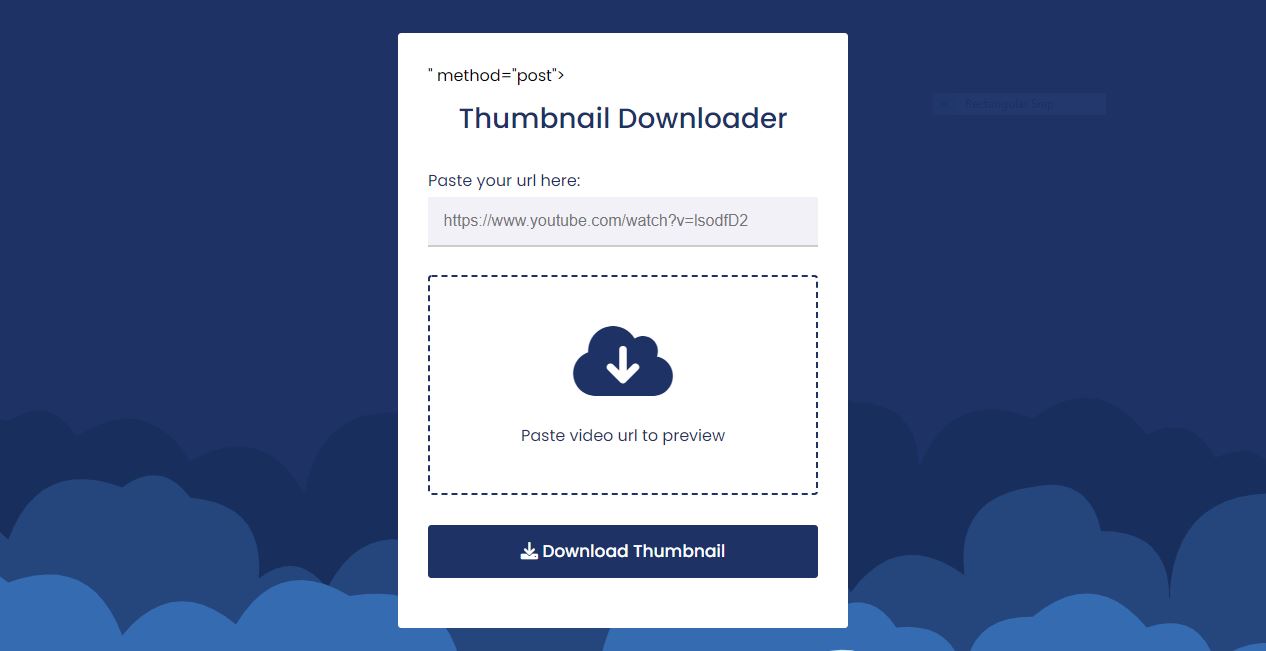 " method="post">
Thumbnail Downloader
Rectangular Snip
Paste your url here:
https://www.youtube.com/watch?v=lsodfD2
Paste video url to preview
Download Thumbnail